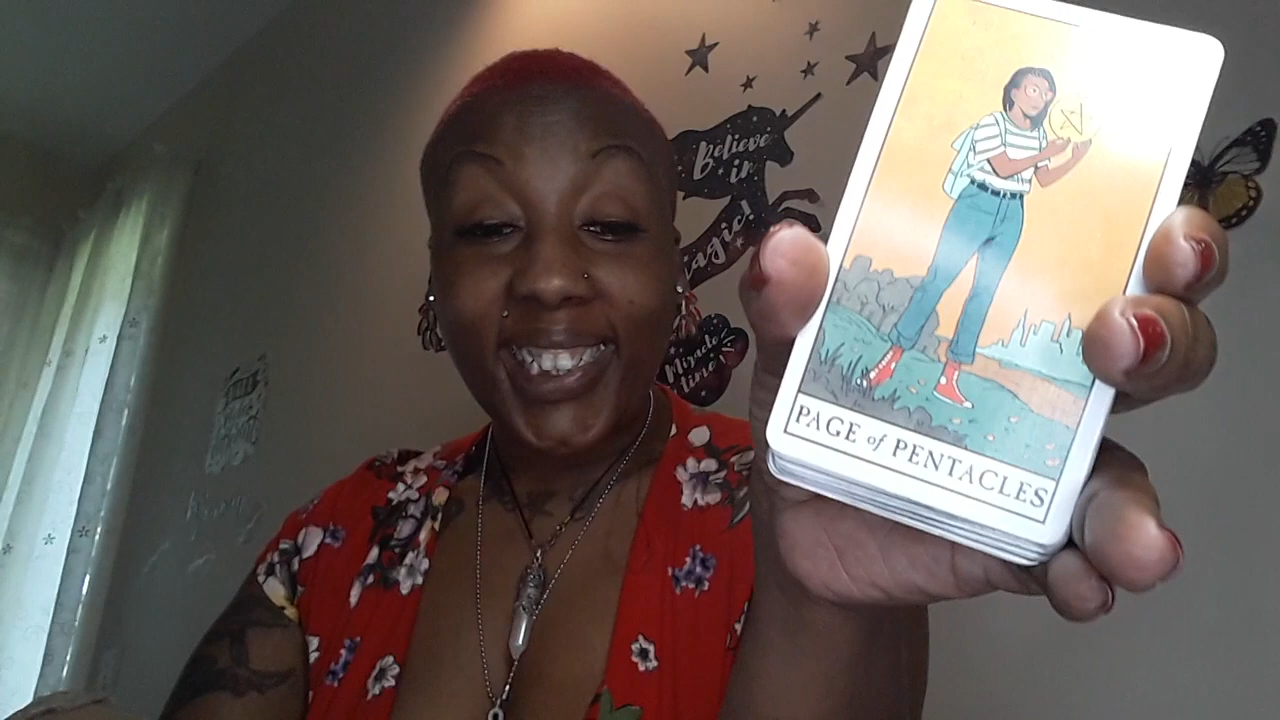 Believe
in
magic!
Miracle
time
PAGE of PENTACLES